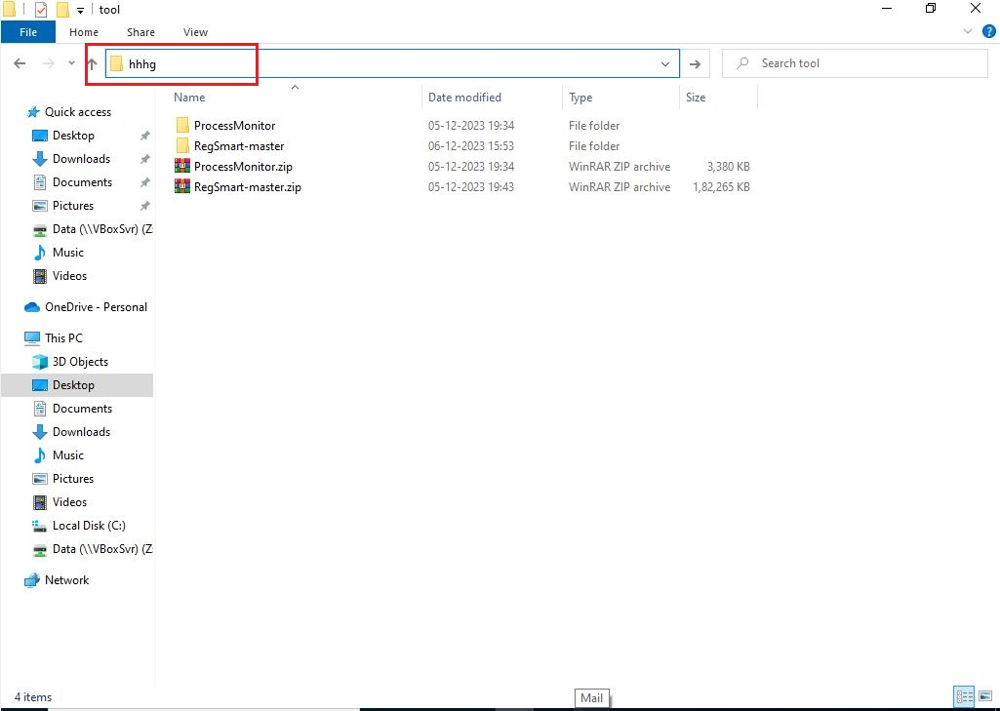 tool
File Home Share View
hhhg
Search tool
Name Date modified Type Size
ProcessMonitor 05-12-2023 19:34 File folder
RegSmart-master 06-12-2023 15:53 File folder
ProcessMonitor.zip 05-12-2023 19:34 WinRAR ZIP archive 3,380 KB
RegSmart-master.zip 05-12-2023 19:43 WinRAR ZIP archive 1,82,265 KB
Quick access
Desktop
Downloads
Documents
Pictures
Data (\\VBoxSvr) (Z
Music
Videos
OneDrive - Personal
This PC
3D Objects
Desktop
Documents
Downloads
Music
Pictures
Videos
Local Disk (C:)
Data (\\VBoxSvr) (Z
Network
4 items
Mail